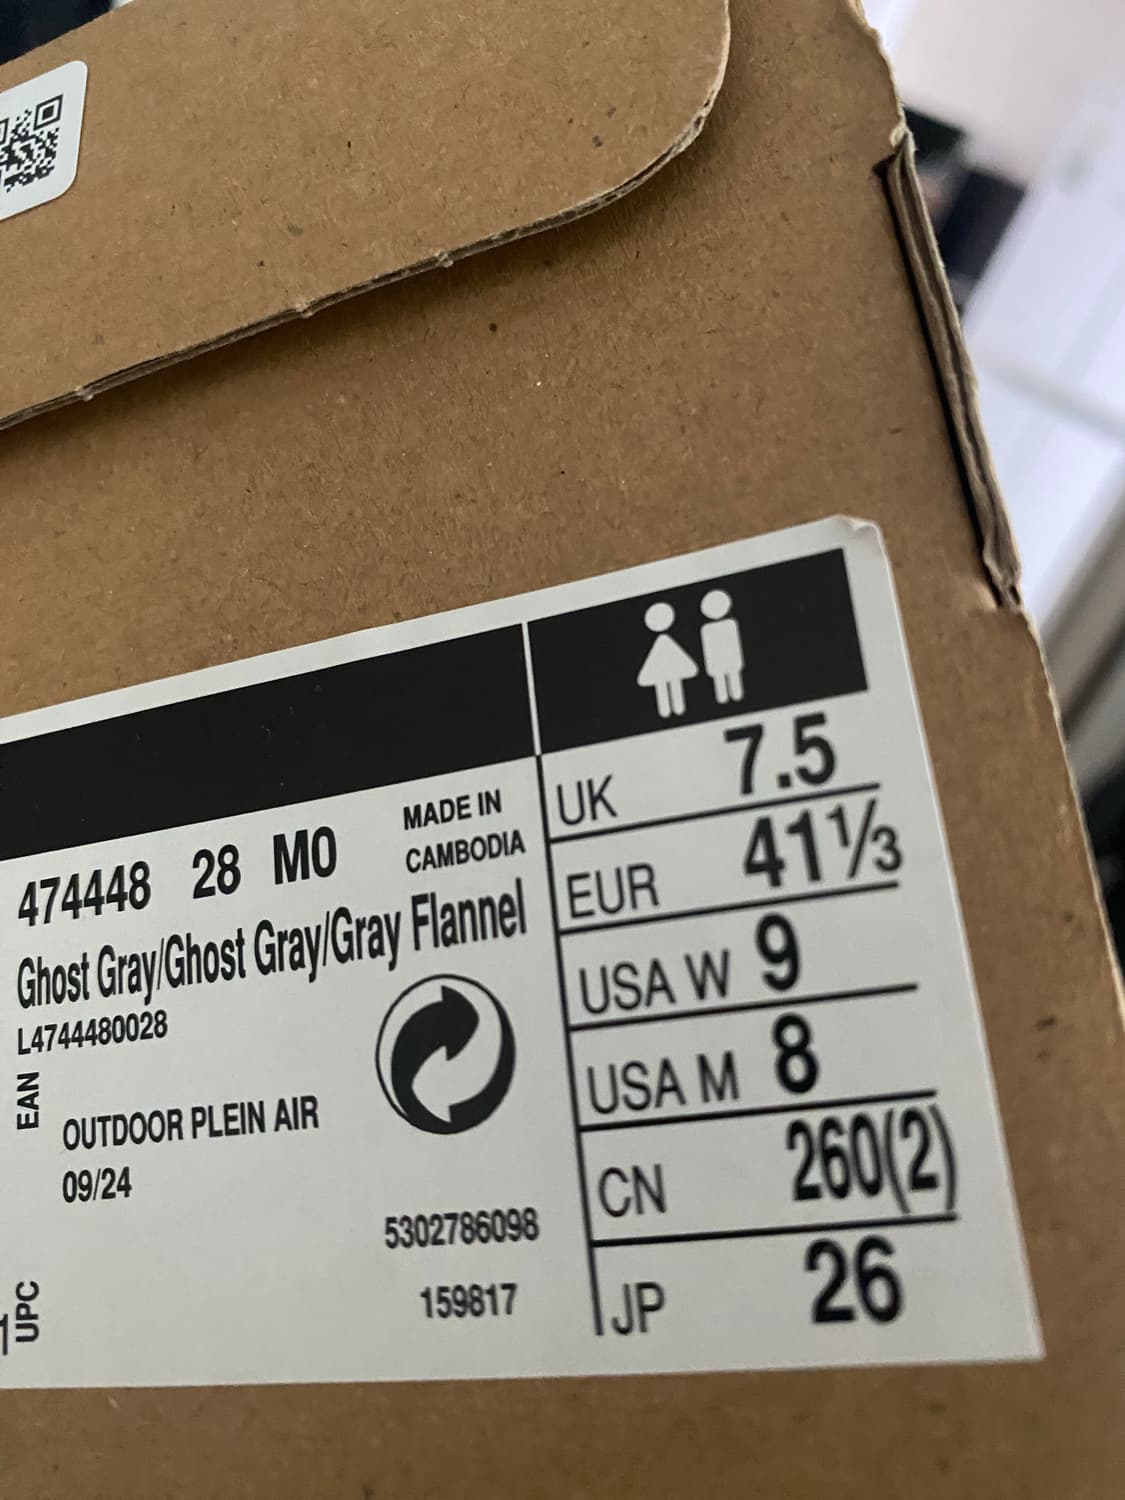 474448 28 M0
MADE IN
CAMBODIA
Ghost Gray/Ghost Gray/Gray Flannel
L4744480028
EAN
OUTDOOR PLEIN AIR
09/24
5302786098
159817
1
UPC
UK 7.5
EUR 41⅓
USA W 9
USA M 8
CN 260(2)
JP 26